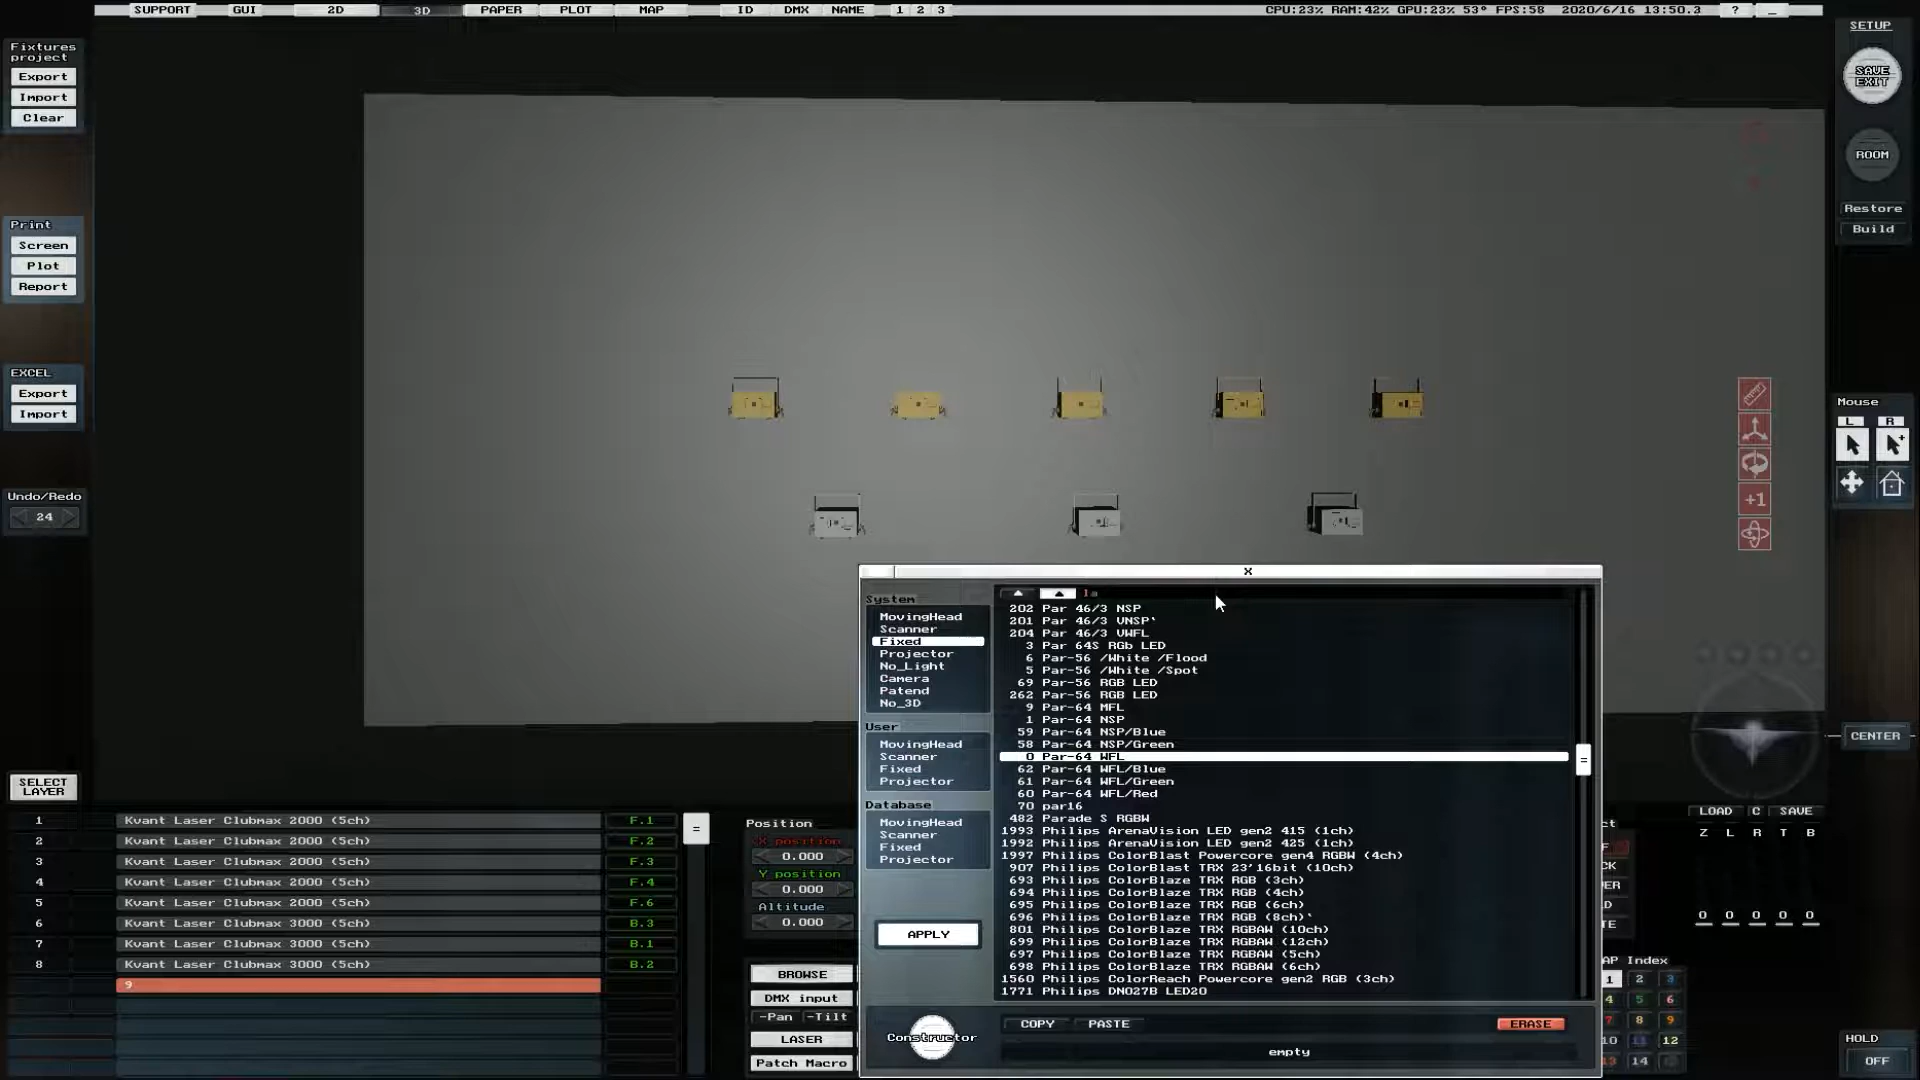 SUPPORT GUI 2D 3D PAPER PLOT MAP ID DMX NAME 1 2 3 CPU:23% RAM:42% GPU:23% 53° FPS:58 2020/6/16 13:50.3 ? _
Fixtures
project
Export
Import
Clear
Print
Screen
Plot
Report
EXCEL
Export
Import
Undo/Redo
24
SELECT
LAYER
SETUP
SAVE
EXIT
ROOM
Restore
Build
+1
Mouse
L R
CENTER
LOAD C SAVE
Z L R T B
0 0 0 0 0
AP Index
1 2 3
4 5 6
7 8 9
10 11 12
13 14
HOLD
OFF
1 Kvant Laser Clubmax 2000 (5ch) F.1
2 Kvant Laser Clubmax 2000 (5ch) F.2
3 Kvant Laser Clubmax 2000 (5ch) F.3
4 Kvant Laser Clubmax 2000 (5ch) F.4
5 Kvant Laser Clubmax 2000 (5ch) F.6
6 Kvant Laser Clubmax 3000 (5ch) B.3
7 Kvant Laser Clubmax 3000 (5ch) B.1
8 Kvant Laser Clubmax 3000 (5ch) B.2
9
=
Position
X position
0.000
Y position
0.000
Altitude
0.000
BROWSE
DMX input
-Pan -Tilt
LASER
Patch Macro
X
System
MovingHead
Scanner
Fixed
Projector
No_Light
Camera
Patend
No_3D
User
MovingHead
Scanner
Fixed
Projector
Database
MovingHead
Scanner
Fixed
Projector
APPLY
Constructor
la
202 Par 46/3 NSP
201 Par 46/3 VNSP`
204 Par 46/3 VWFL
3 Par 64S RGb LED
6 Par-56 /White /Flood
5 Par-56 /White /Spot
69 Par-56 RGB LED
262 Par-56 RGB LED
9 Par-64 MFL
1 Par-64 NSP
59 Par-64 NSP/Blue
58 Par-64 NSP/Green
0 Par-64 WFL
62 Par-64 WFL/Blue
61 Par-64 WFL/Green
60 Par-64 WFL/Red
70 par16
482 Parade S RGBW
1993 Philips ArenaVision LED gen2 415 (1ch)
1992 Philips ArenaVision LED gen2 425 (1ch)
1997 Philips ColorBlast Powercore gen4 RGBW (4ch)
907 Philips ColorBlast TRX 23`16bit (10ch)
693 Philips ColorBlaze TRX RGB (3ch)
694 Philips ColorBlaze TRX RGB (4ch)
695 Philips ColorBlaze TRX RGB (6ch)
696 Philips ColorBlaze TRX RGB (8ch)`
801 Philips ColorBlaze TRX RGBAW (10ch)
699 Philips ColorBlaze TRX RGBAW (12ch)
697 Philips ColorBlaze TRX RGBAW (5ch)
698 Philips ColorBlaze TRX RGBAW (6ch)
1560 Philips ColorReach Powercore gen2 RGB (3ch)
1771 Philips DN027B LED20
=
COPY PASTE ERASE
empty